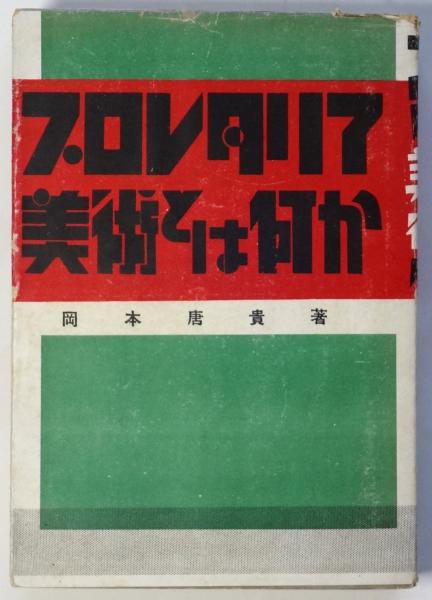 プロレタリア
美術とは何か
岡本唐貴著